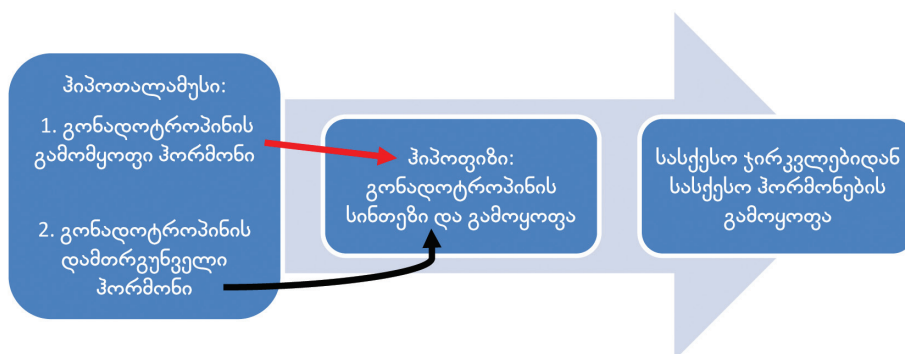 ჰიპოთალამუსი:
1. გონადოტროპინის
გამომყოფი ჰორმონი
2. გონადოტროპინის
დამთრგუნველი
ჰორმონი
ჰიპოფიზი:
გონადოტროპინის
სინთეზი და გამოყოფა
სასქესო ჯირკვლებიდან
სასქესო ჰორმონების
გამოყოფა